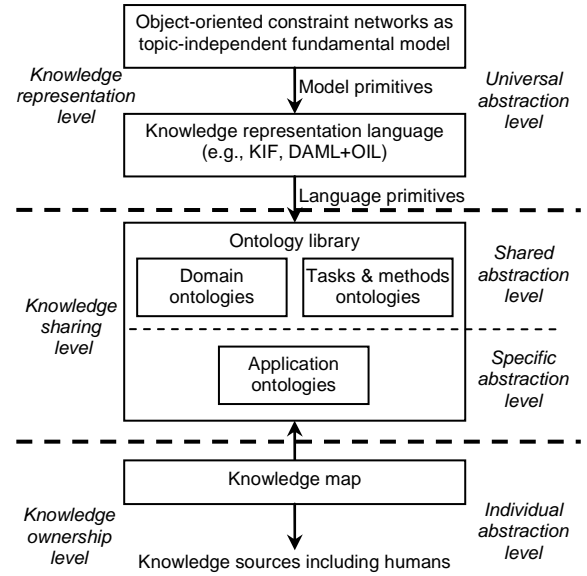 Object-oriented constraint networks as
topic-independent fundamental model
Knowledge
representation
level
Model primitives
Universal
abstraction
level
Knowledge representation language
(e.g., KIF, DAML+OIL)
Language primitives
Ontology library
Domain
ontologies
Tasks & methods
ontologies
Shared
abstraction
level
Knowledge
sharing
level
Application
ontologies
Specific
abstraction
level
Knowledge map
Knowledge
ownership
level
Individual
abstraction
level
Knowledge sources including humans